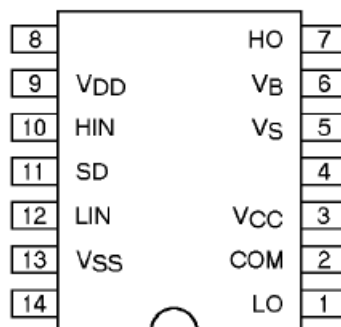 8 HO 7
9 VDD VB 6
10 HIN VS 5
11 SD 4
12 LIN VCC 3
13 VSS COM 2
14 LO 1